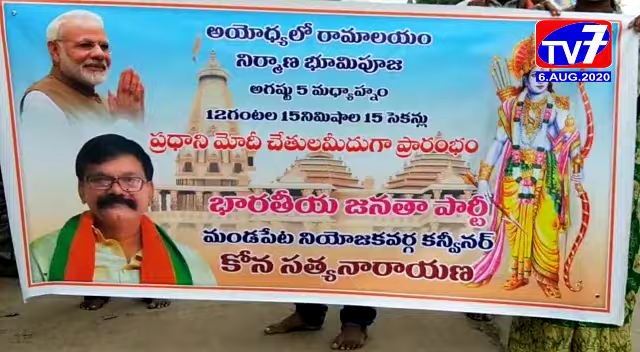 TV7
6.AUG.2020
అయోధ్యలో రామాలయం
నిర్మాణ భూమిపూజ
అగష్టు 5 మధ్యాహ్నం
12గంటల 15నిమిషాల 15 సెకన్లు
ప్రధాని మోదీ చేతులమీదుగా ప్రారంభం
భారతీయ జనతా పార్టీ
మండపేట నియోజకవర్గ కన్వీనర్
కోన సత్యనారాయణ